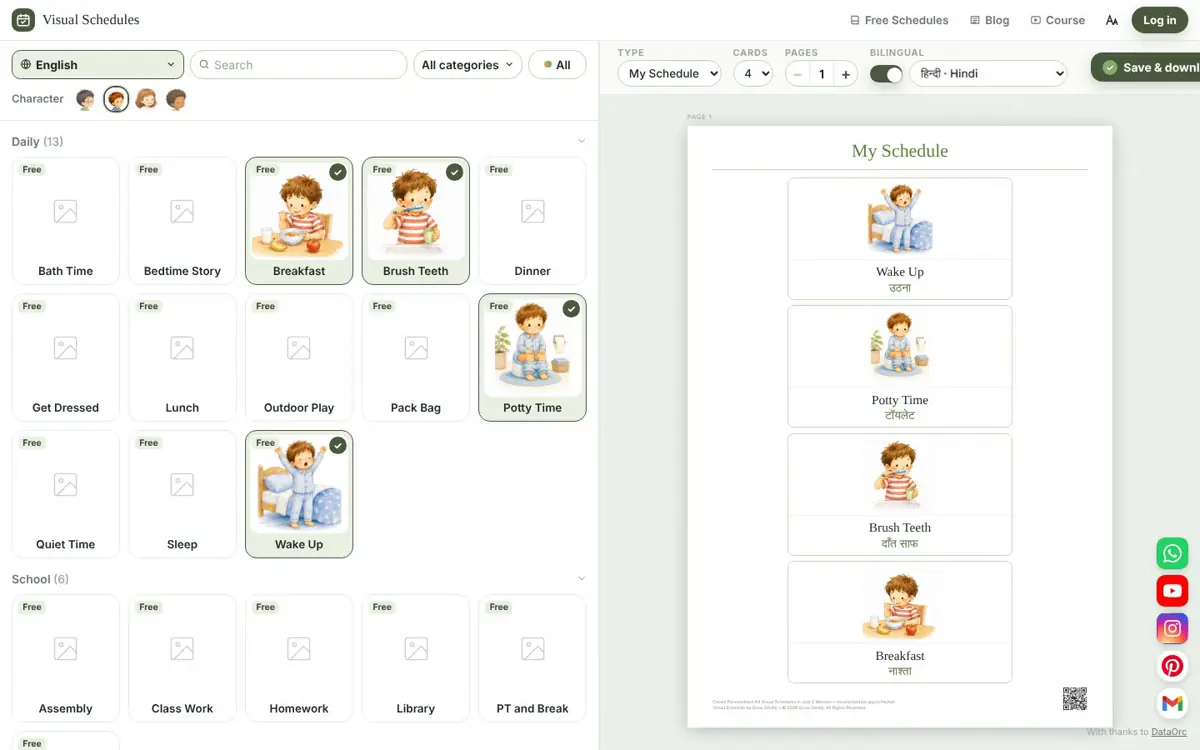 Visual Schedules
Free Schedules
Blog
Course
Log in
English
Search
All categories
All
Character
TYPE
My Schedule
CARDS
4
PAGES
1
BILINGUAL
हिन्दी · Hindi
Save & downl
Daily (13)
Free
Bath Time
Free
Bedtime Story
Free
Breakfast
Free
Brush Teeth
Free
Dinner
Free
Get Dressed
Free
Lunch
Free
Outdoor Play
Free
Pack Bag
Free
Potty Time
Free
Quiet Time
Free
Sleep
Free
Wake Up
School (6)
Free
Assembly
Free
Class Work
Free
Homework
Free
Library
Free
PT and Break
Free
PAGE 1
My Schedule
Wake Up
उठना
Potty Time
टॉयलेट
Brush Teeth
दाँत साफ
Breakfast
नाश्ता
With thanks to DataOrc